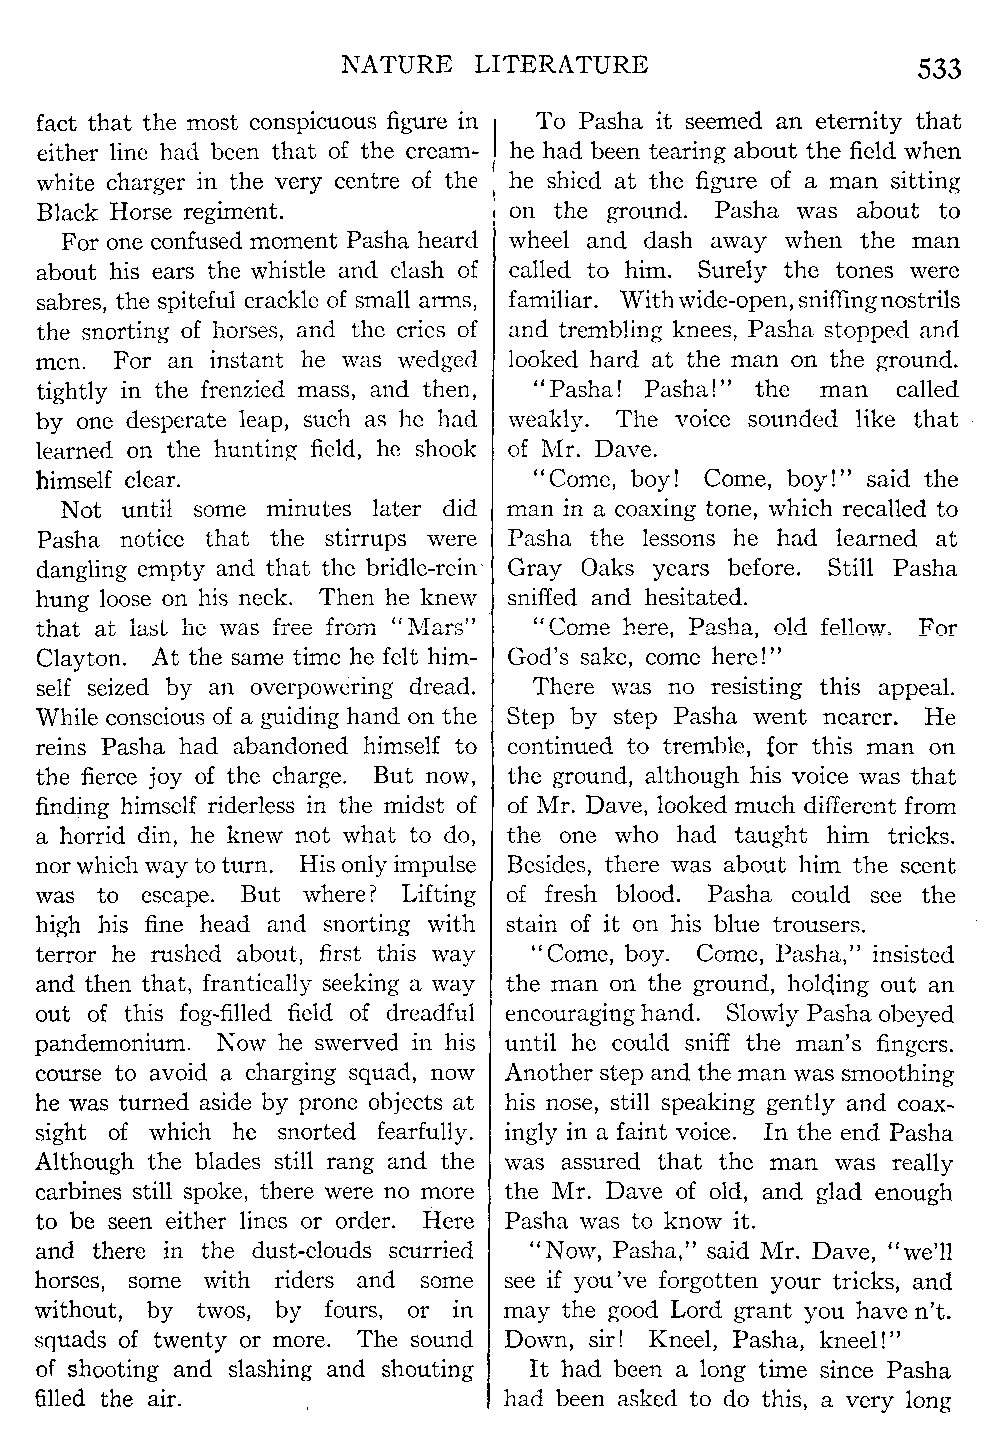 NATURE LITERATURE 533
fact that the most conspicuous figure in
either line had been that of the cream-
white charger in the very centre of the
Black Horse regiment.
For one confused moment Pasha heard
about his ears the whistle and clash of
sabres, the spiteful crackle of small arms,
the snorting of horses, and the cries of
men. For an instant he was wedged
tightly in the frenzied mass, and then,
by one desperate leap, such as he had
learned on the hunting field, he shook
himself clear.
Not until some minutes later did
Pasha notice that the stirrups were
dangling empty and that the bridle-rein
hung loose on his neck. Then he knew
that at last he was free from "Mars"
Clayton. At the same time he felt him-
self seized by an overpowering dread.
While conscious of a guiding hand on the
reins Pasha had abandoned himself to
the fierce joy of the charge. But now,
finding himself riderless in the midst of
a horrid din, he knew not what to do,
nor which way to turn. His only impulse
was to escape. But where? Lifting
high his fine head and snorting with
terror he rushed about, first this way
and then that, frantically seeking a way
out of this fog-filled field of dreadful
pandemonium. Now he swerved in his
course to avoid a charging squad, now
he was turned aside by prone objects at
sight of which he snorted fearfully.
Although the blades still rang and the
carbines still spoke, there were no more
to be seen either lines or order. Here
and there in the dust-clouds scurried
horses, some with riders and some
without, by twos, by fours, or in
squads of twenty or more. The sound
of shooting and slashing and shouting
filled the air.
To Pasha it seemed an eternity that
he had been tearing about the field when
he shied at the figure of a man sitting
on the ground. Pasha was about to
wheel and dash away when the man
called to him. Surely the tones were
familiar. With wide-open, sniffing nostrils
and trembling knees, Pasha stopped and
looked hard at the man on the ground.
"Pasha! Pasha!" the man called
weakly. The voice sounded like that
of Mr. Dave.
"Come, boy! Come, boy!" said the
man in a coaxing tone, which recalled to
Pasha the lessons he had learned at
Gray Oaks years before. Still Pasha
sniffed and hesitated.
"Come here, Pasha, old fellow. For
God's sake, come here!"
There was no resisting this appeal.
Step by step Pasha went nearer. He
continued to tremble, for this man on
the ground, although his voice was that
of Mr. Dave, looked much different from
the one who had taught him tricks.
Besides, there was about him the scent
of fresh blood. Pasha could see the
stain of it on his blue trousers.
"Come, boy. Come, Pasha," insisted
the man on the ground, holding out an
encouraging hand. Slowly Pasha obeyed
until he could sniff the man's fingers.
Another step and the man was smoothing
his nose, still speaking gently and coax-
ingly in a faint voice. In the end Pasha
was assured that the man was really
the Mr. Dave of old, and glad enough
Pasha was to know it.
"Now, Pasha," said Mr. Dave, "we'll
see if you've forgotten your tricks, and
may the good Lord grant you have n't.
Down, sir! Kneel, Pasha, kneel!"
It had been a long time since Pasha
had been asked to do this, a very long